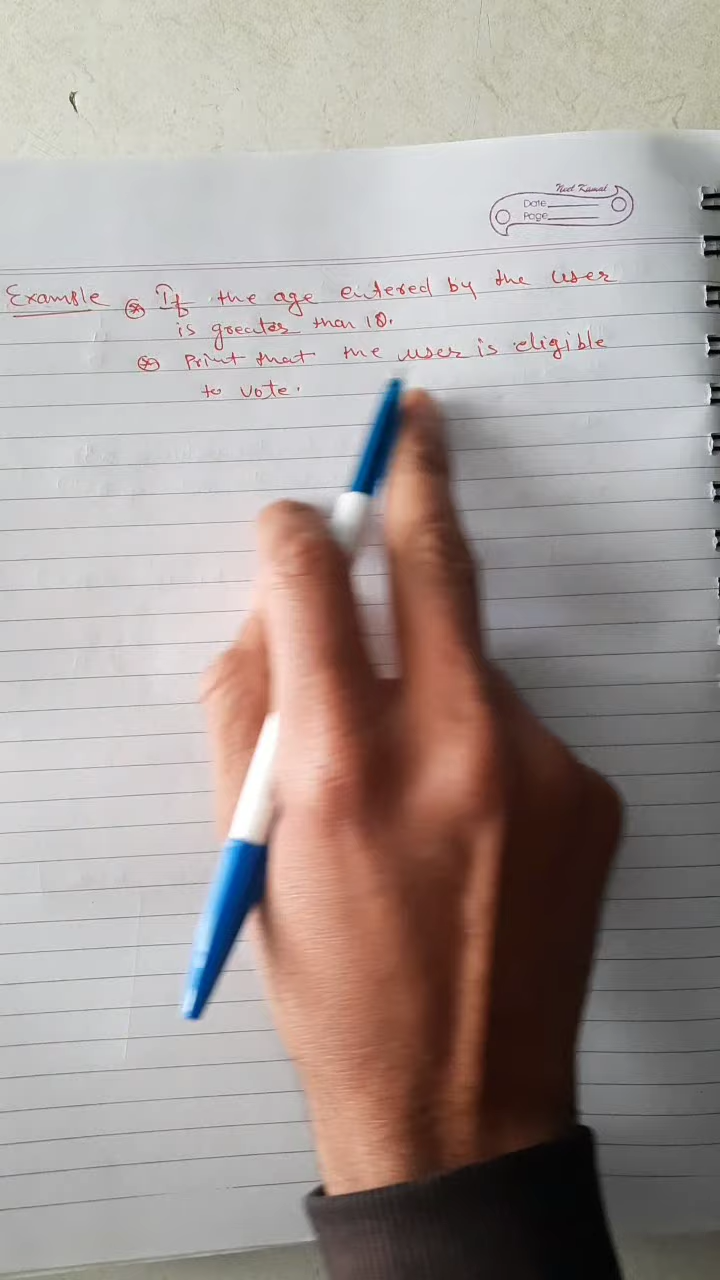 Neel Kamal
Date
Page
Example ⊛ If the age entered by the user
is greater than 18.
⊛ Print that the user is eligible
to vote.